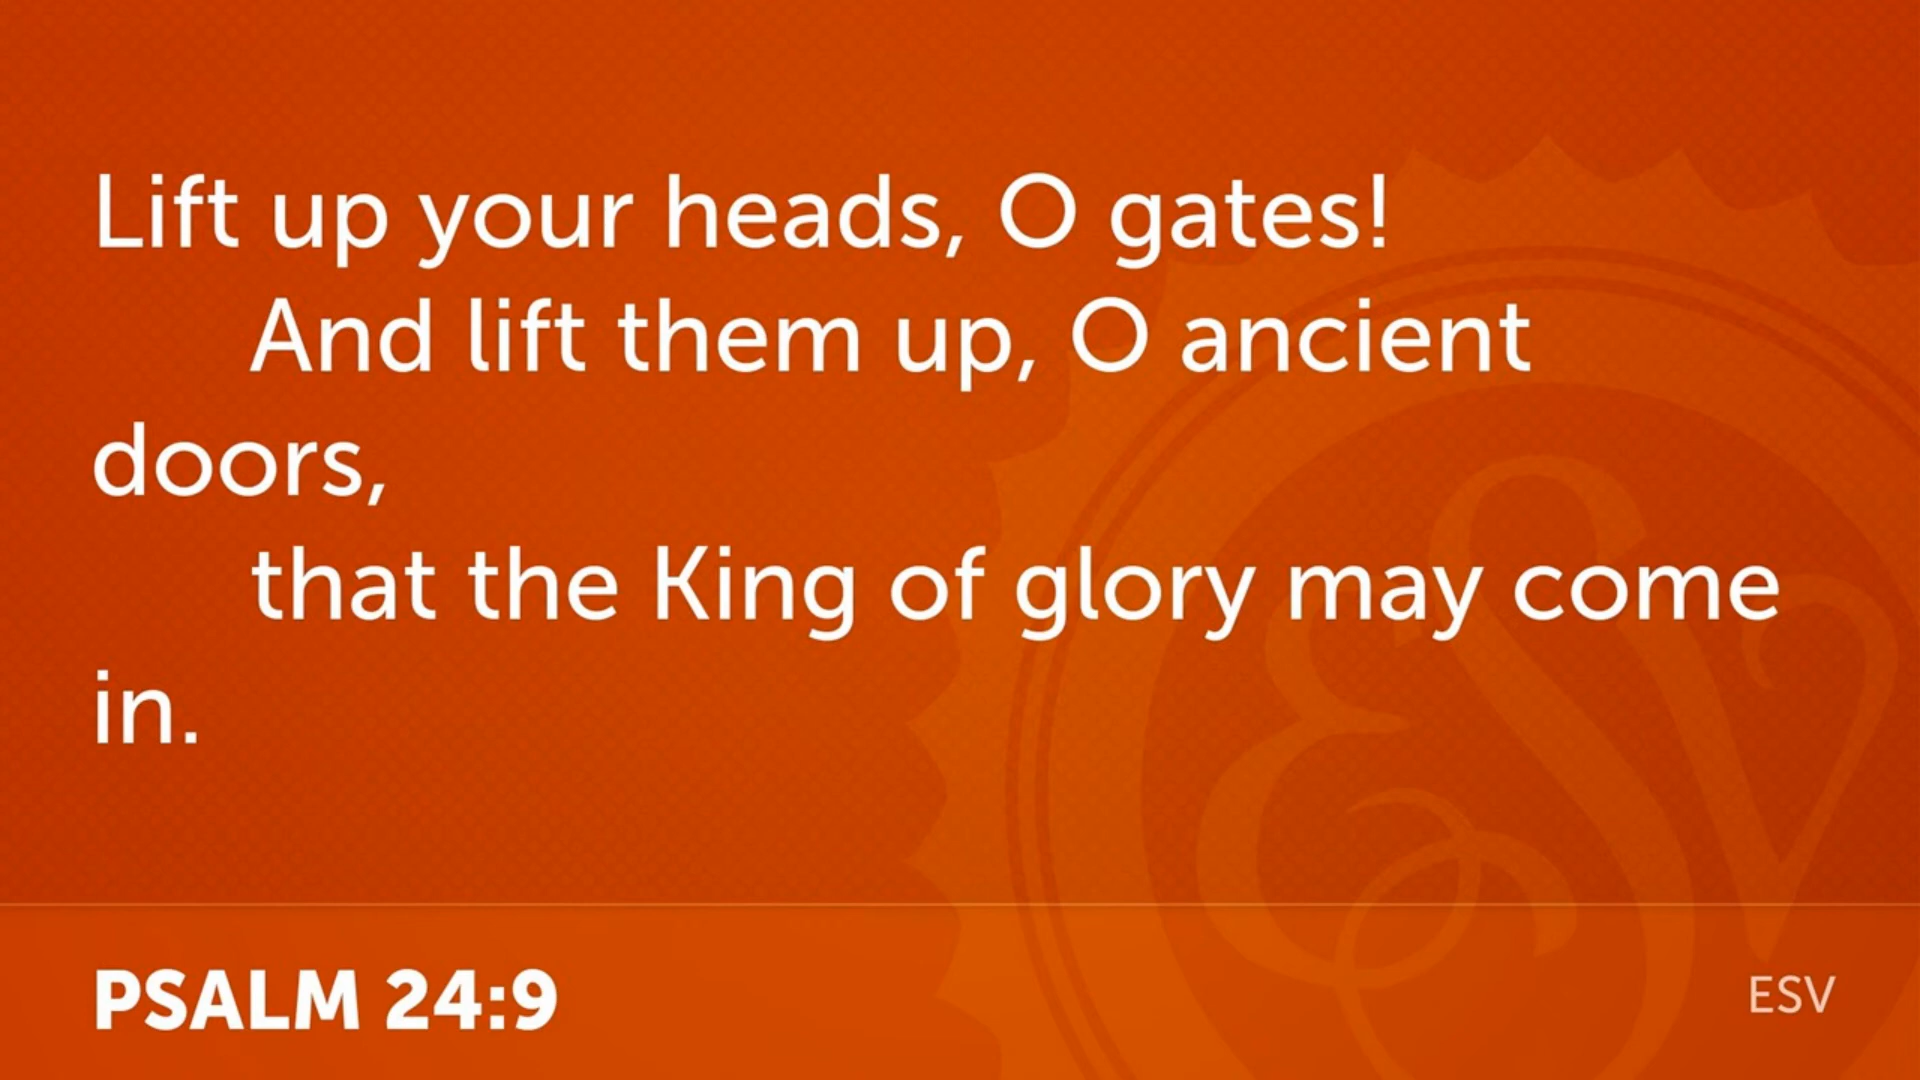 Lift up your heads, O gates!
And lift them up, O ancient
doors,
that the King of glory may come
in.
PSALM 24:9
ESV
ESV